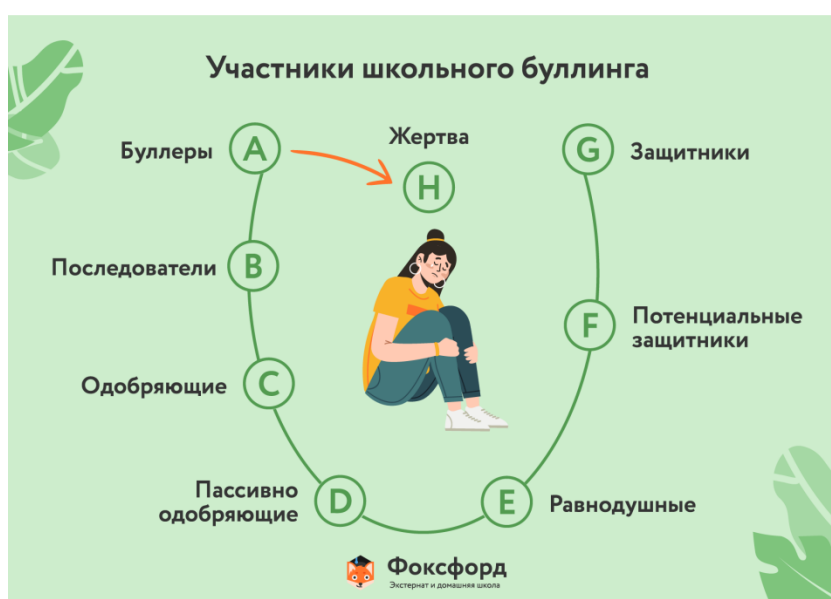 Участники школьного буллинга
Буллеры
A
Жертва
H
G
Защитники
Последователи
B
F
Потенциальные
защитники
Одобряющие
C
Пассивно
одобряющие
D
E
Равнодушные
Фоксфорд
Экстернат и домашняя школа